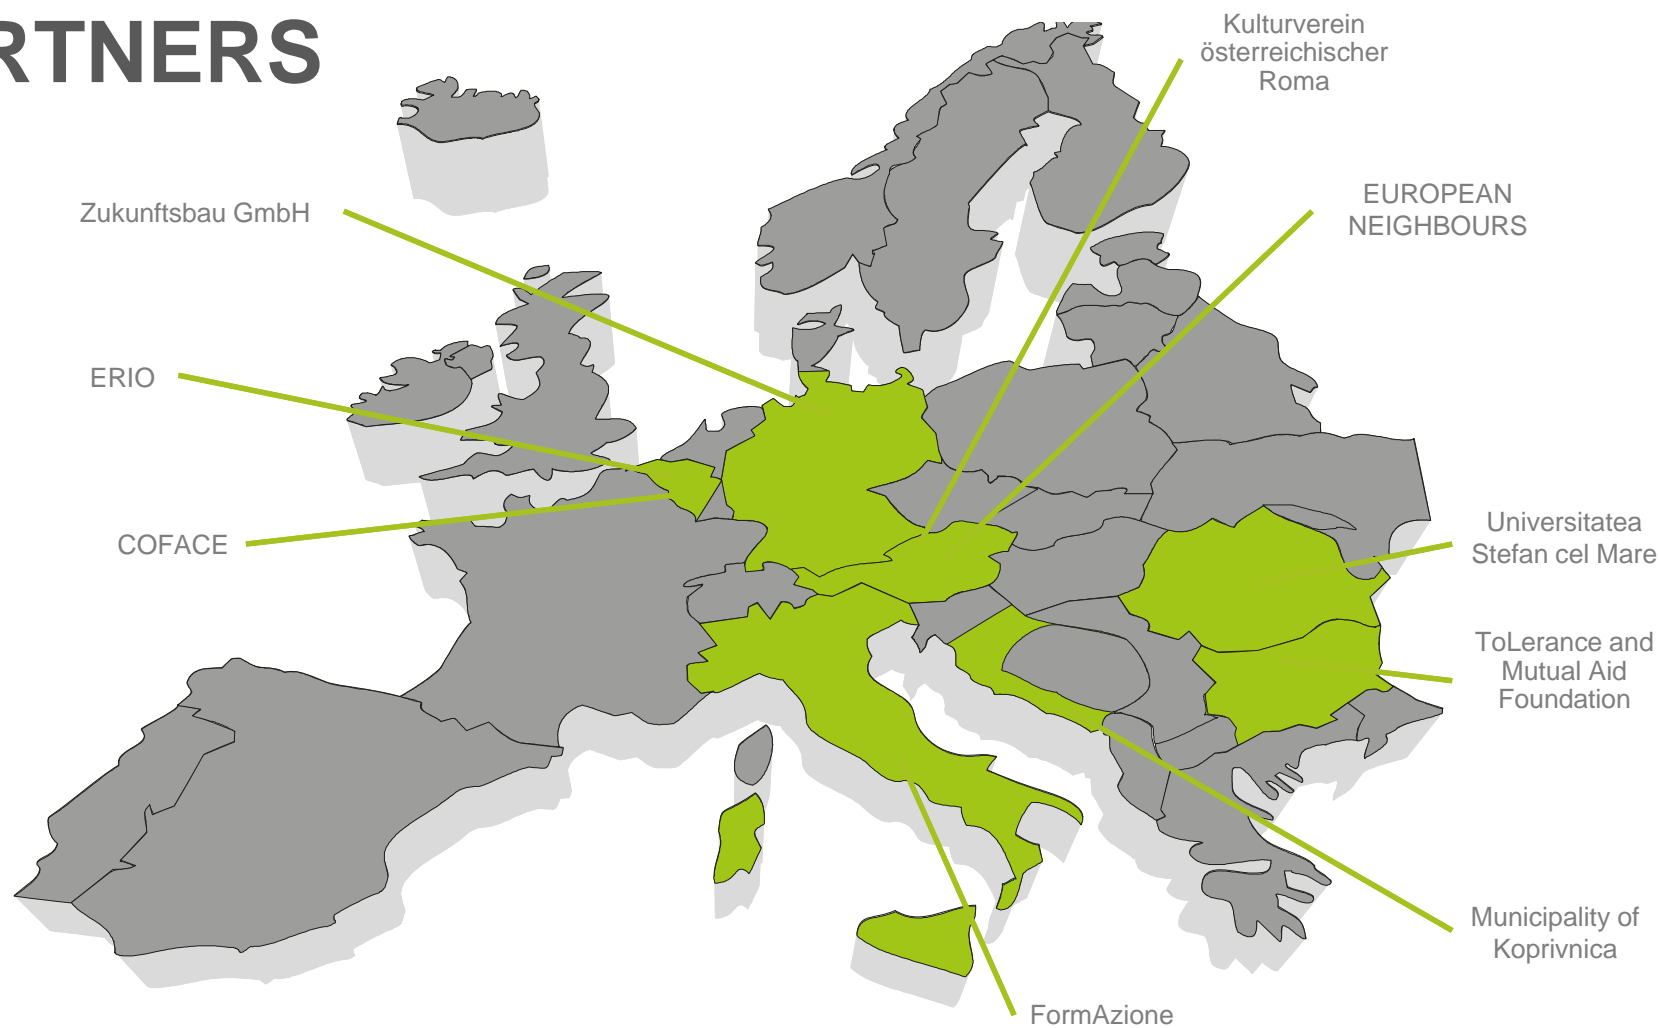 RTNERS
Kulturverein
österreichischer
Roma
Zukunftsbau GmbH
EUROPEAN
NEIGHBOURS
ERIO
COFACE
Universitatea
Stefan cel Mare
ToLerance and
Mutual Aid
Foundation
Municipality of
Koprivnica
FormAzione